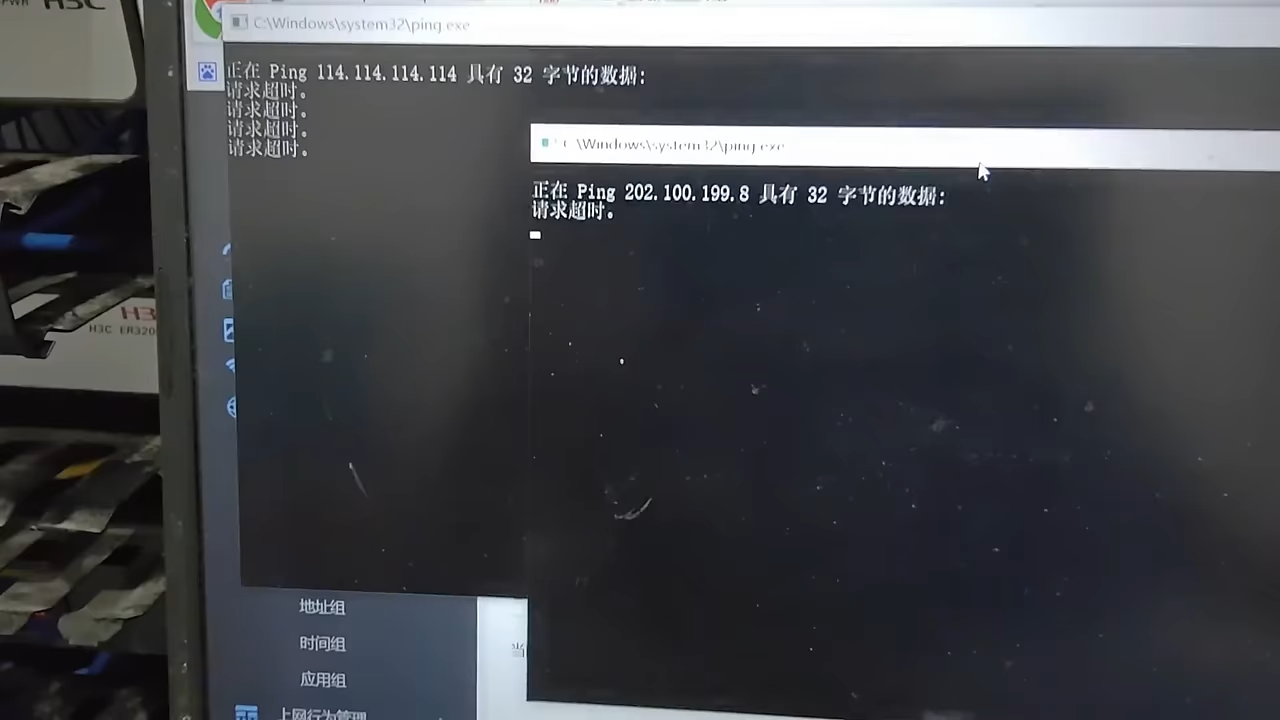 H3C
C:\Windows\system32\ping.exe
正在 Ping 114.114.114.114 具有 32 字节的数据:
请求超时。
请求超时。
请求超时。
请求超时。
C:\Windows\system32\ping.exe
正在 Ping 202.100.199.8 具有 32 字节的数据:
请求超时。
H3
H3C ER320
地址组
时间组
应用组
上网行为管理
当